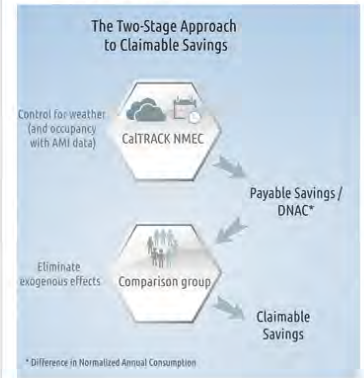 The Two-Stage Approach
to Claimable Savings
Control for weather
(and occupancy
with AMI data)
CalTRACK NMEC
Payable Savings /
DNAC*
Eliminate
exogenous effects
Comparison group
Claimable
Savings
* Difference in Normalized Annual Consumption